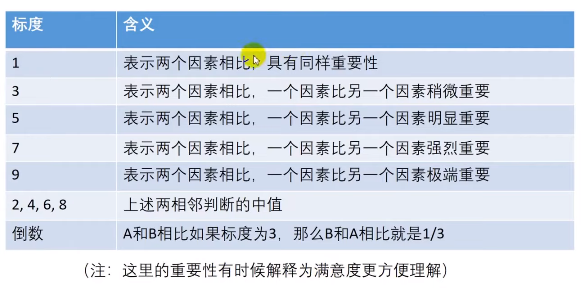 标度 含义
1 表示两个因素相比，具有同样重要性
3 表示两个因素相比，一个因素比另一个因素稍微重要
5 表示两个因素相比，一个因素比另一个因素明显重要
7 表示两个因素相比，一个因素比另一个因素强烈重要
9 表示两个因素相比，一个因素比另一个因素极端重要
2, 4, 6, 8 上述两相邻判断的中值
倒数 A和B相比如果标度为3，那么B和A相比就是1/3
（注：这里的重要性有时候解释为满意度更方便理解）